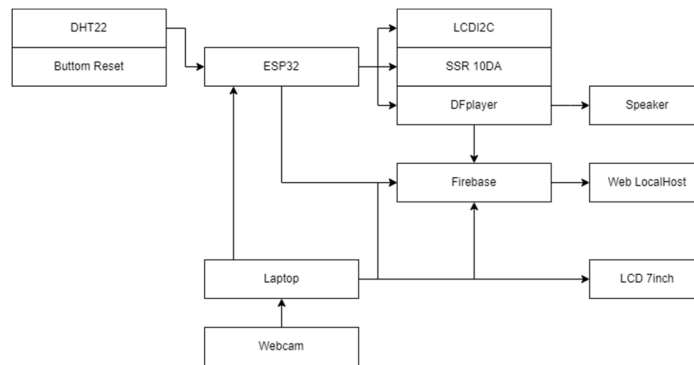 DHT22
Buttom Reset
ESP32
LCDI2C
SSR 10DA
DFplayer
Speaker
Firebase
Web LocalHost
Laptop
LCD 7inch
Webcam